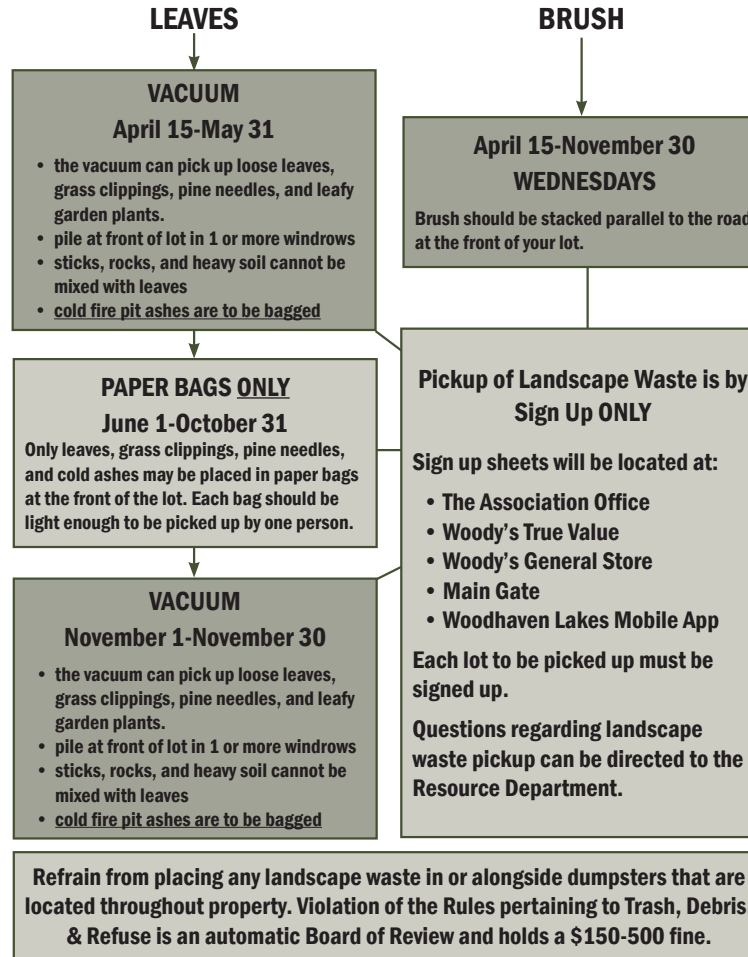 LEAVES
VACUUM
April 15-May 31
• the vacuum can pick up loose leaves,
grass clippings, pine needles, and leafy
garden plants.
• pile at front of lot in 1 or more windrows
• sticks, rocks, and heavy soil cannot be
mixed with leaves
• cold fire pit ashes are to be bagged
PAPER BAGS ONLY
June 1-October 31
Only leaves, grass clippings, pine needles,
and cold ashes may be placed in paper bags
at the front of the lot. Each bag should be
light enough to be picked up by one person.
VACUUM
November 1-November 30
• the vacuum can pick up loose leaves,
grass clippings, pine needles, and leafy
garden plants.
• pile at front of lot in 1 or more windrows
• sticks, rocks, and heavy soil cannot be
mixed with leaves
• cold fire pit ashes are to be bagged
BRUSH
April 15-November 30
WEDNESDAYS
Brush should be stacked parallel to the road
at the front of your lot.
Pickup of Landscape Waste is by
Sign Up ONLY
Sign up sheets will be located at:
• The Association Office
• Woody's True Value
• Woody's General Store
• Main Gate
• Woodhaven Lakes Mobile App
Each lot to be picked up must be
signed up.
Questions regarding landscape
waste pickup can be directed to the
Resource Department.
Refrain from placing any landscape waste in or alongside dumpsters that are
located throughout property. Violation of the Rules pertaining to Trash, Debris,
& Refuse is an automatic Board of Review and holds a $150-500 fine.